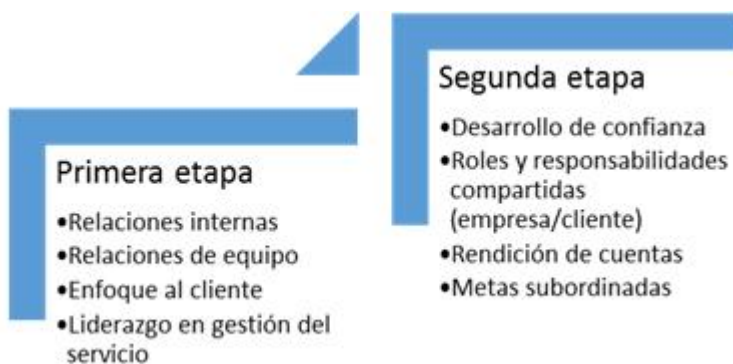 Primera etapa
•Relaciones internas
•Relaciones de equipo
•Enfoque al cliente
•Liderazgo en gestión del
servicio
Segunda etapa
•Desarrollo de confianza
•Roles y responsabilidades
compartidas
(empresa/cliente)
•Rendición de cuentas
•Metas subordinadas